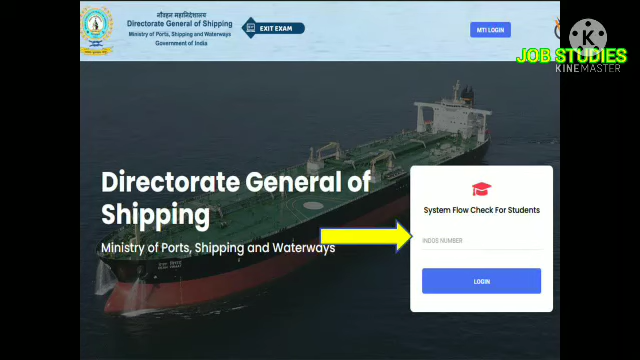 नौवहन महानिदेशालय
Directorate General of Shipping
Ministry of Ports, Shipping and Waterways
Government of India
EXIT EXAM
MTI LOGIN
K
JOB STUDIES
KINEMASTER
Directorate General of
Shipping
Ministry of Ports, Shipping and Waterways
System Flow Check For Students
INDOS NUMBER
LOGIN